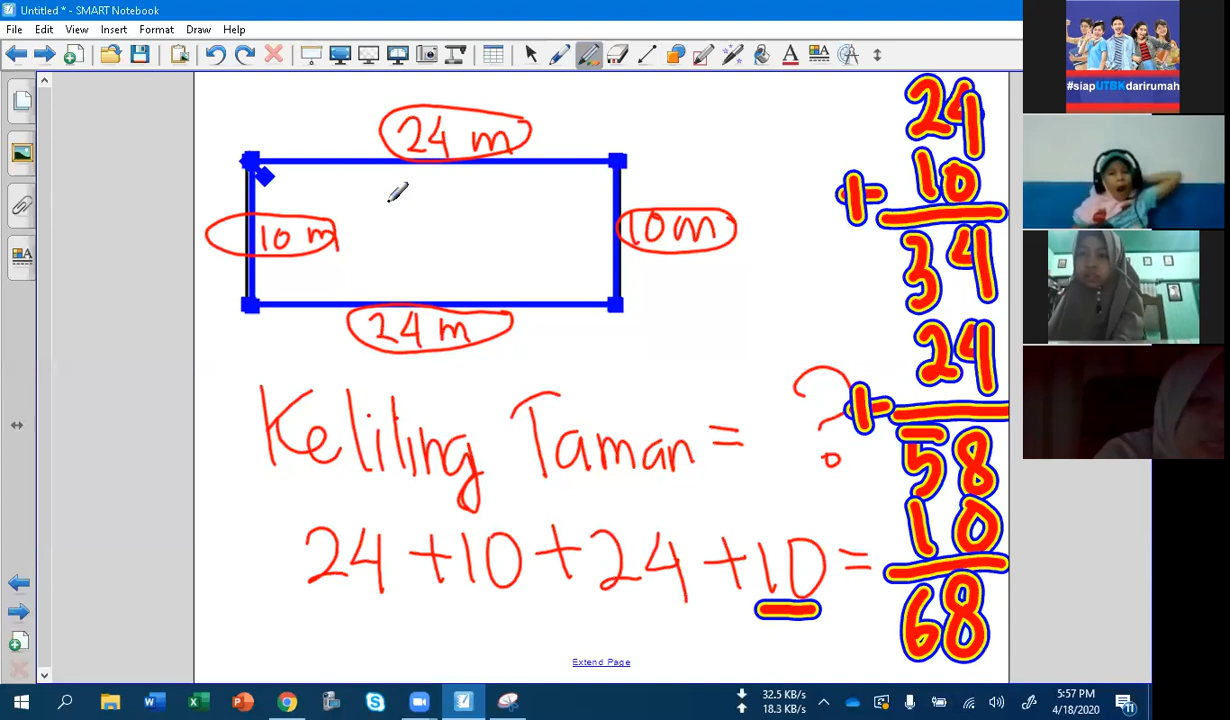 Untitled * - SMART Notebook
File Edit View Insert Format Draw Help
#siapUTBKdarirumah
24 m
10 m
10 m
24 m
24
+ 10
34
24
+
58
10
68
Keliling Taman = ?
24 +10 + 24 +10 =
Extend Page
32.5 KB/s
18.3 KB/s
5:57 PM
4/18/2020
11